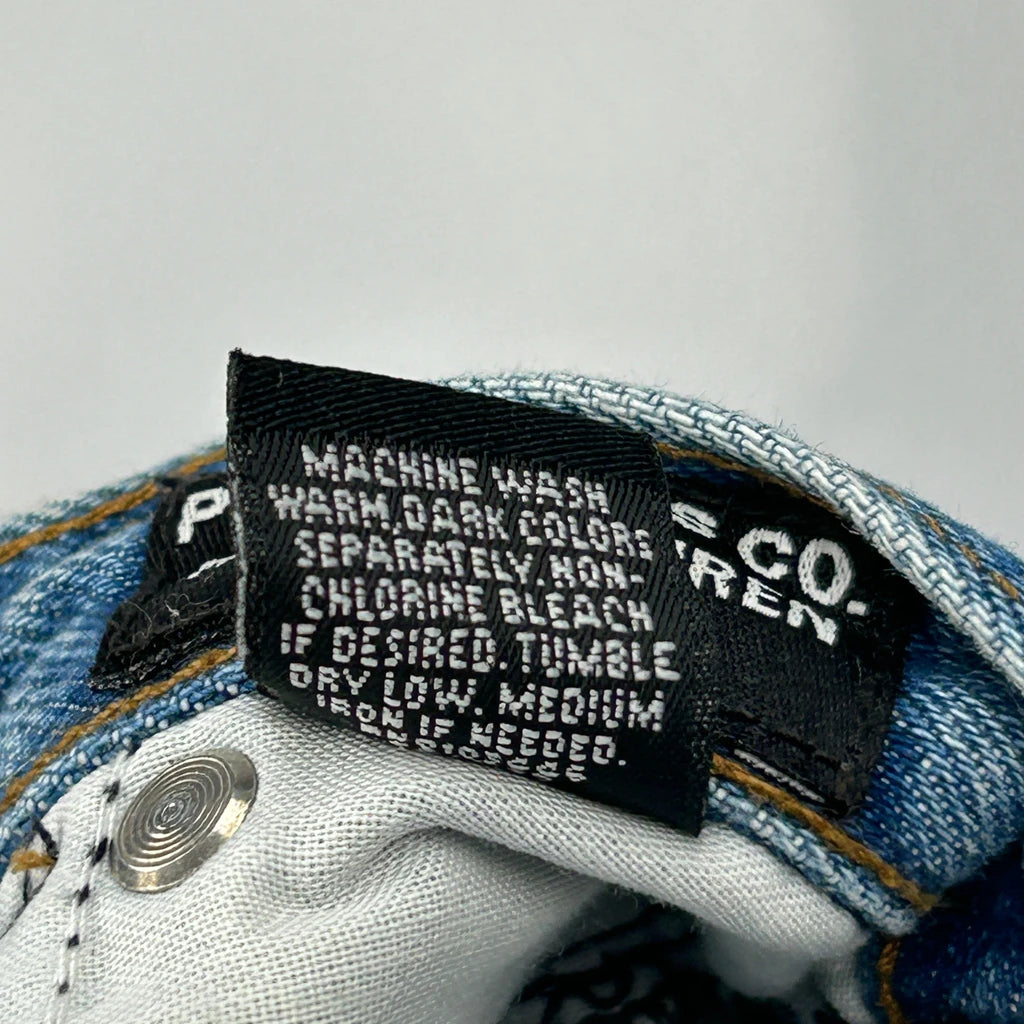 MACHINE WASH
WARM.DARK COLORS
SEPARATELY.NON-
CHLORINE BLEACH
IF DESIRED.TUMBLE
DRY LOW. MEDIUM
IRON IF NEEDED.
P
S CO.
REN